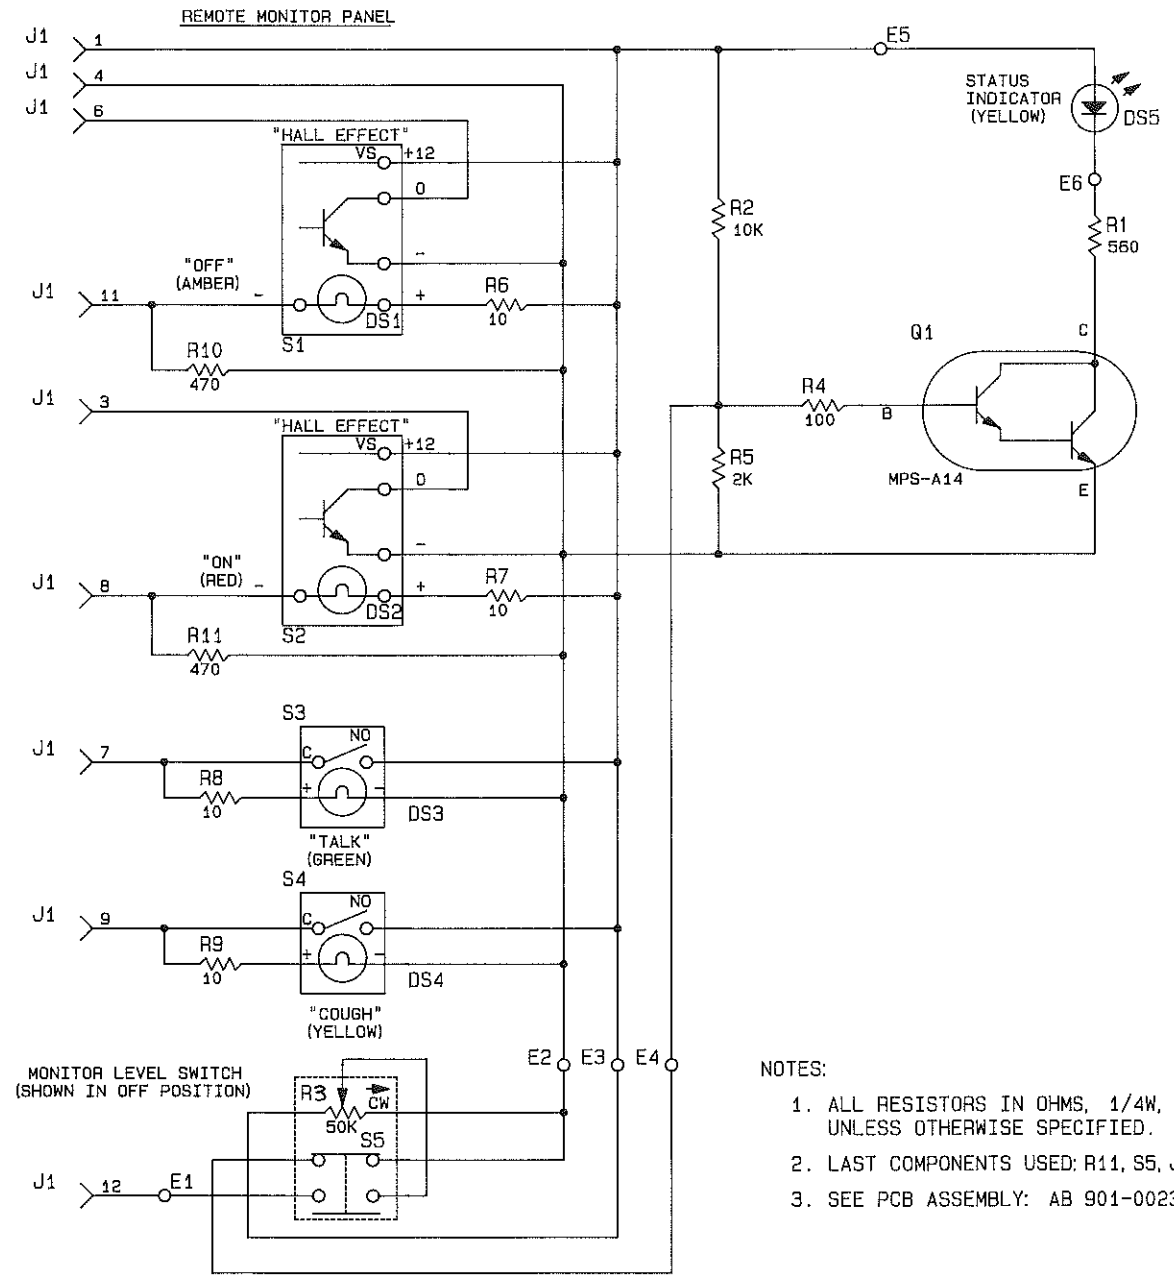 REMOTE MONITOR PANEL
J1 1
J1 4
J1 6
E5
STATUS
INDICATOR
(YELLOW)
DS5
E6
R1
560
"HALL EFFECT"
VS +12
O
-
"OFF"
(AMBER)
J1 11
- DS1 +
S1
R6
10
R10
470
R2
10K
Q1
C
R4
100
B
E
MPS-A14
R5
2K
J1 3
"HALL EFFECT"
VS +12
O
-
"ON"
(RED)
J1 8
- DS2 +
S2
R7
10
R11
470
S3
J1 7
C NO
R8
10
+ -
DS3
"TALK"
(GREEN)
S4
J1 9
C NO
R9
10
+ -
DS4
"COUGH"
(YELLOW)
E2 E3 E4
MONITOR LEVEL SWITCH
(SHOWN IN OFF POSITION)
R3 CW
50K
S5
J1 12 E1
NOTES:
1. ALL RESISTORS IN OHMS, 1/4W,
UNLESS OTHERWISE SPECIFIED.
2. LAST COMPONENTS USED: R11, S5, J
3. SEE PCB ASSEMBLY: AB 901-0023